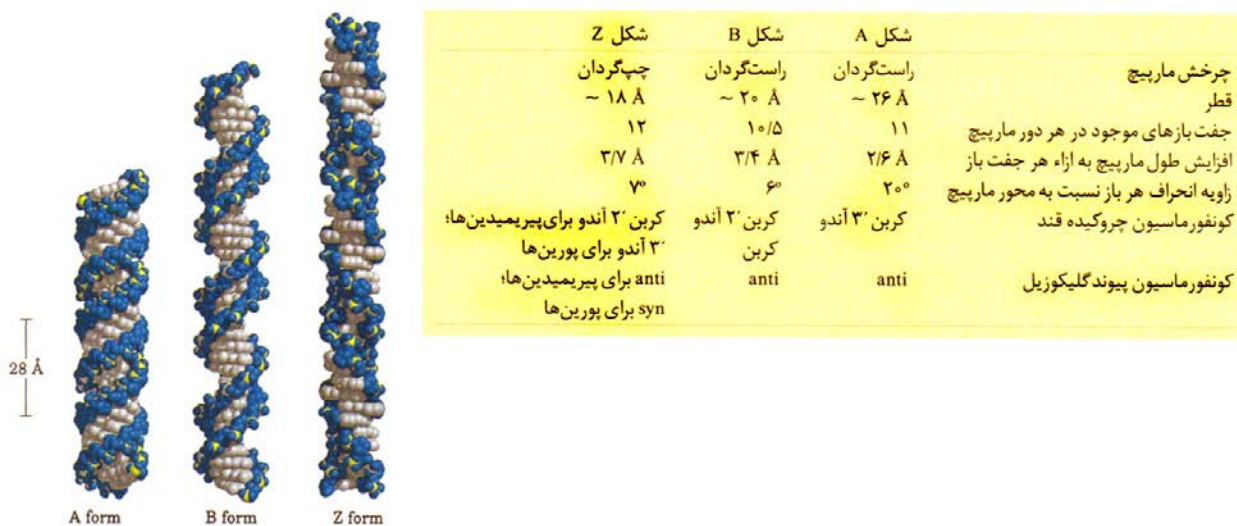 شکل A شکل B شکل Z
چرخش مارپیچ راست‌گردان راست‌گردان چپ‌گردان
قطر ~ ۲۶ Å ~ ۲۰ Å ~ ۱۸ Å
جفت بازهای موجود در هر دور مارپیچ ۱۱ ۱۰/۵ ۱۲
افزایش طول مارپیچ به ازاء هر جفت باز ۲/۶ Å ۳/۴ Å ۳/۷ Å
زاویه انحراف هر باز نسبت به محور مارپیچ ۲۰° ۶° ۷°
کونفورماسیون چروکیده قند کربن ′۳ آندو کربن ′۲ آندو کربن ′۲ آندو برای پیریمیدین‌ها؛
کربن ′۳ آندو برای پورین‌ها
کونفورماسیون پیوند گلیکوزیل anti anti anti برای پیریمیدین‌ها؛
syn برای پورین‌ها
28 Å
A form B form Z form